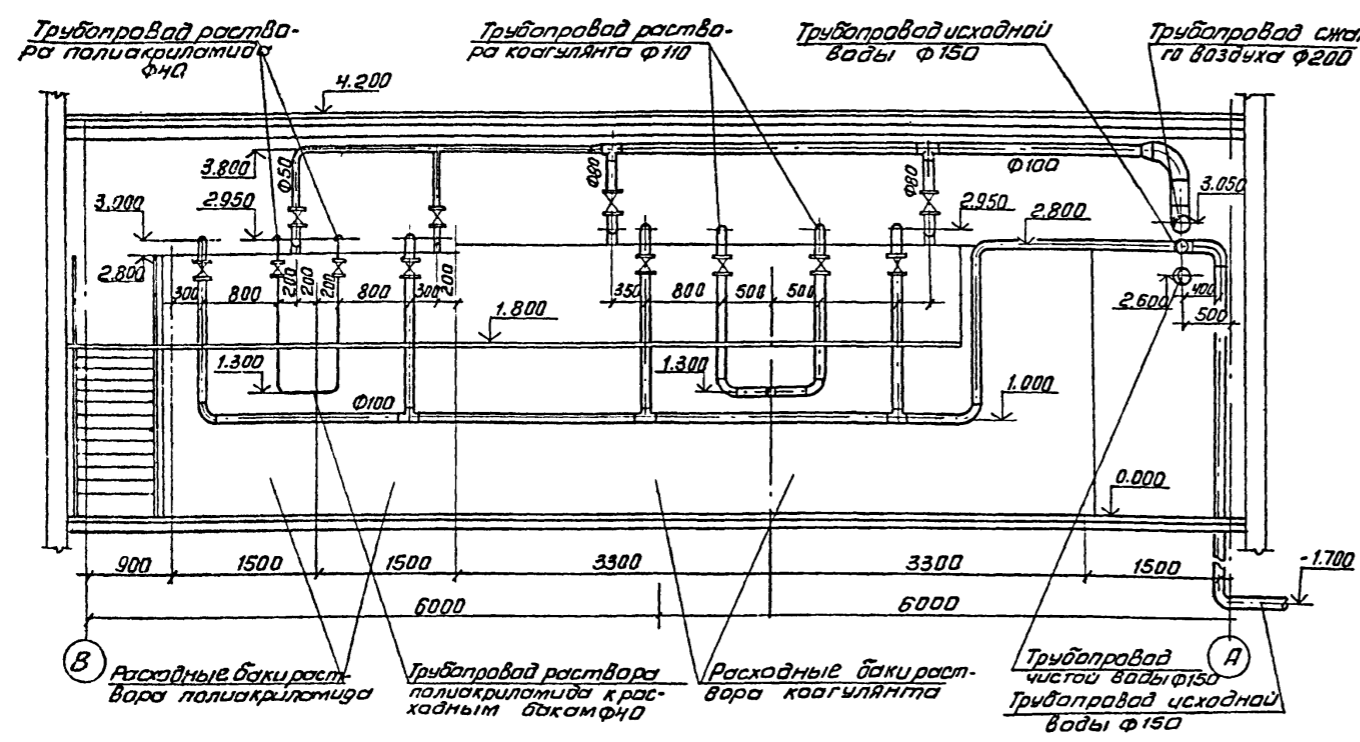 Трубопровод раство-
ра полиакриламида
Ф40
Трубопровод раство-
ра коагулянта Ф110
Трубопровод исходной
воды Ф150
Трубопровод сжа
го воздуха Ф200
4.200
3.800
Ф50
Ф80
Ф80
Ф100
3.050
3.000
2.950
2.950
2.800
2.800
300
800
200
200
200
800
300
200
350
800
500
500
2.600
400
500
1.800
1.300
1.300
Ф100
1.000
0.000
900
1500
1500
3300
3300
1500
-1.700
6000
6000
В
А
Расходные баки раст-
вора полиакриламида
Трубопровод раствора
полиакриламида к рас-
ходным бакам Ф40
Расходные баки раст-
вора коагулянта
Трубопровод
чистой воды Ф150
Трубопровод исходной
воды Ф150